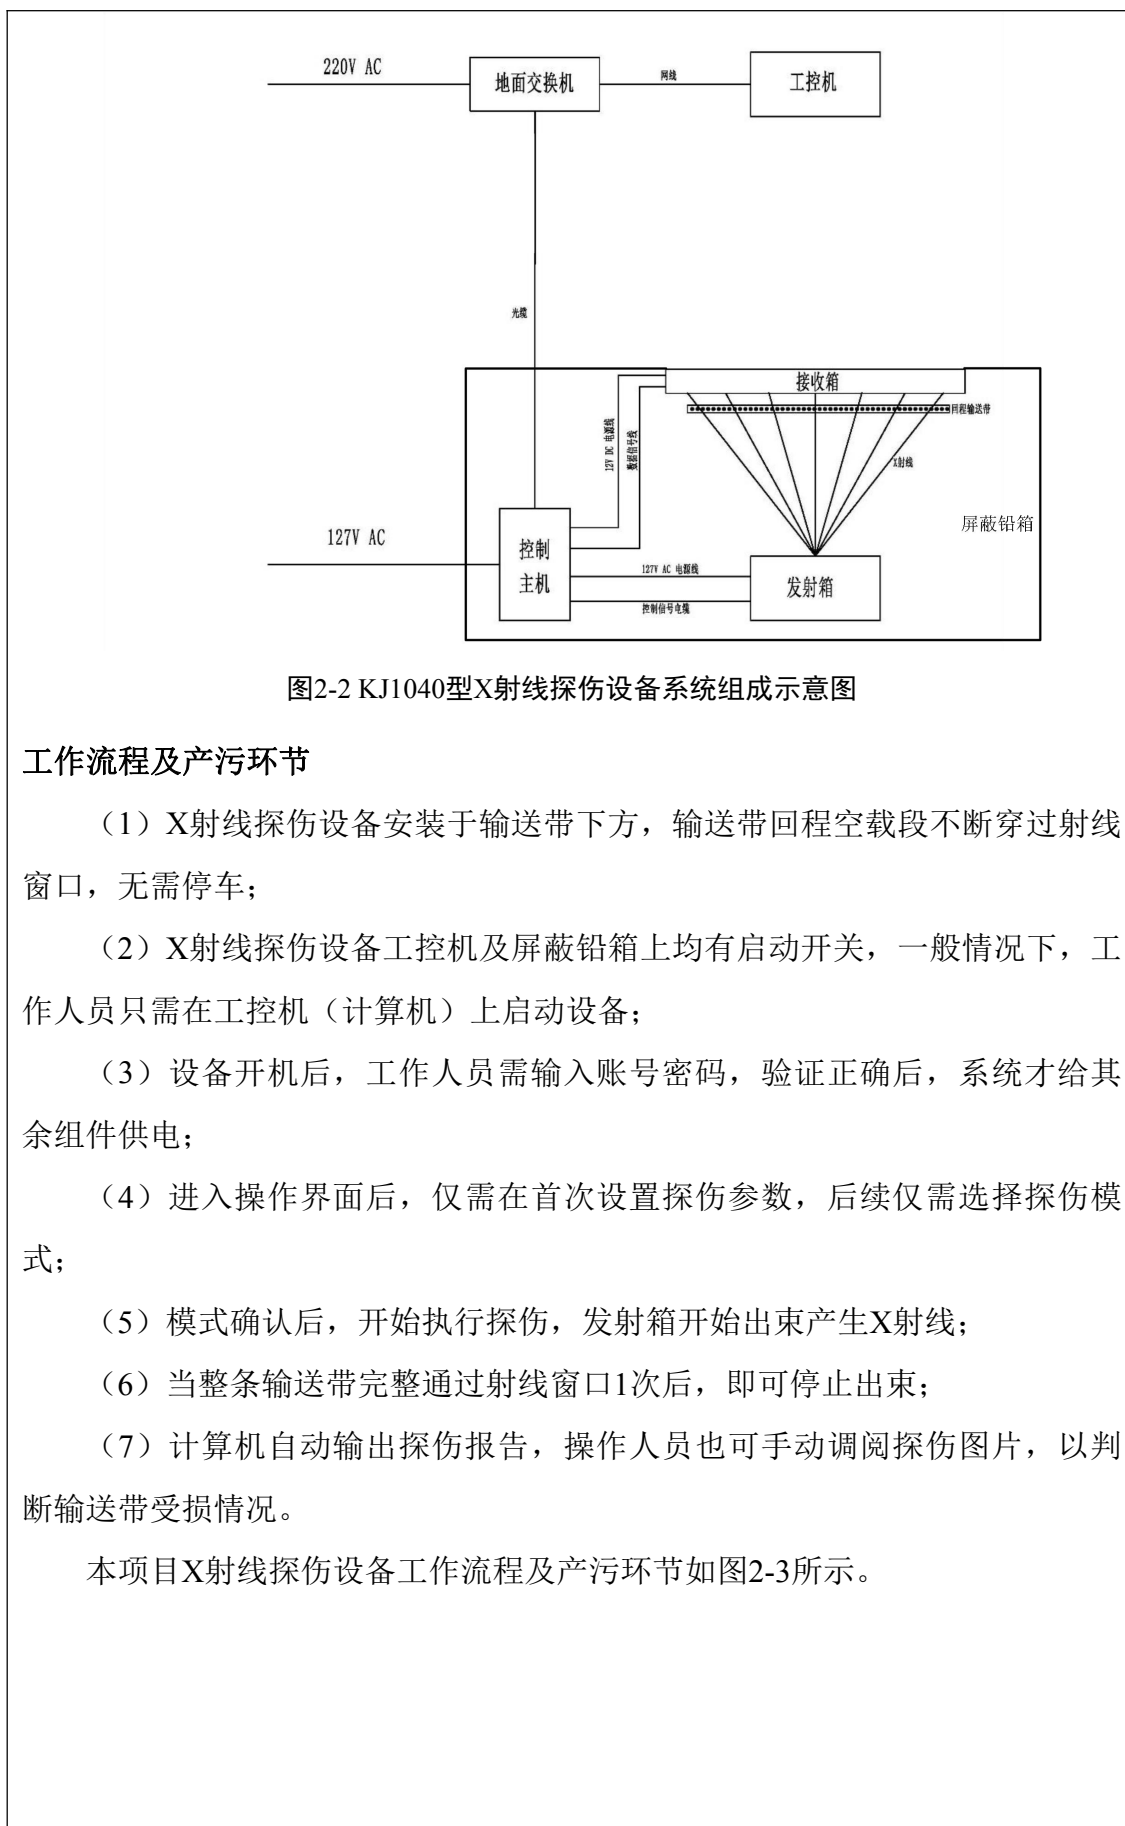 220V AC
地面交换机
网线
工控机
光缆
接收箱
回程输送带
12V DC 电源线
数据信号线
X射线
屏蔽铅箱
127V AC
控制
主机
127V AC 电源线
控制信号电缆
发射箱
图2-2 KJ1040型X射线探伤设备系统组成示意图
工作流程及产污环节
（1）X射线探伤设备安装于输送带下方，输送带回程空载段不断穿过射线
窗口，无需停车；
（2）X射线探伤设备工控机及屏蔽铅箱上均有启动开关，一般情况下，工
作人员只需在工控机（计算机）上启动设备；
（3）设备开机后，工作人员需输入账号密码，验证正确后，系统才给其
余组件供电；
（4）进入操作界面后，仅需在首次设置探伤参数，后续仅需选择探伤模
式；
（5）模式确认后，开始执行探伤，发射箱开始出束产生X射线；
（6）当整条输送带完整通过射线窗口1次后，即可停止出束；
（7）计算机自动输出探伤报告，操作人员也可手动调阅探伤图片，以判
断输送带受损情况。
本项目X射线探伤设备工作流程及产污环节如图2-3所示。